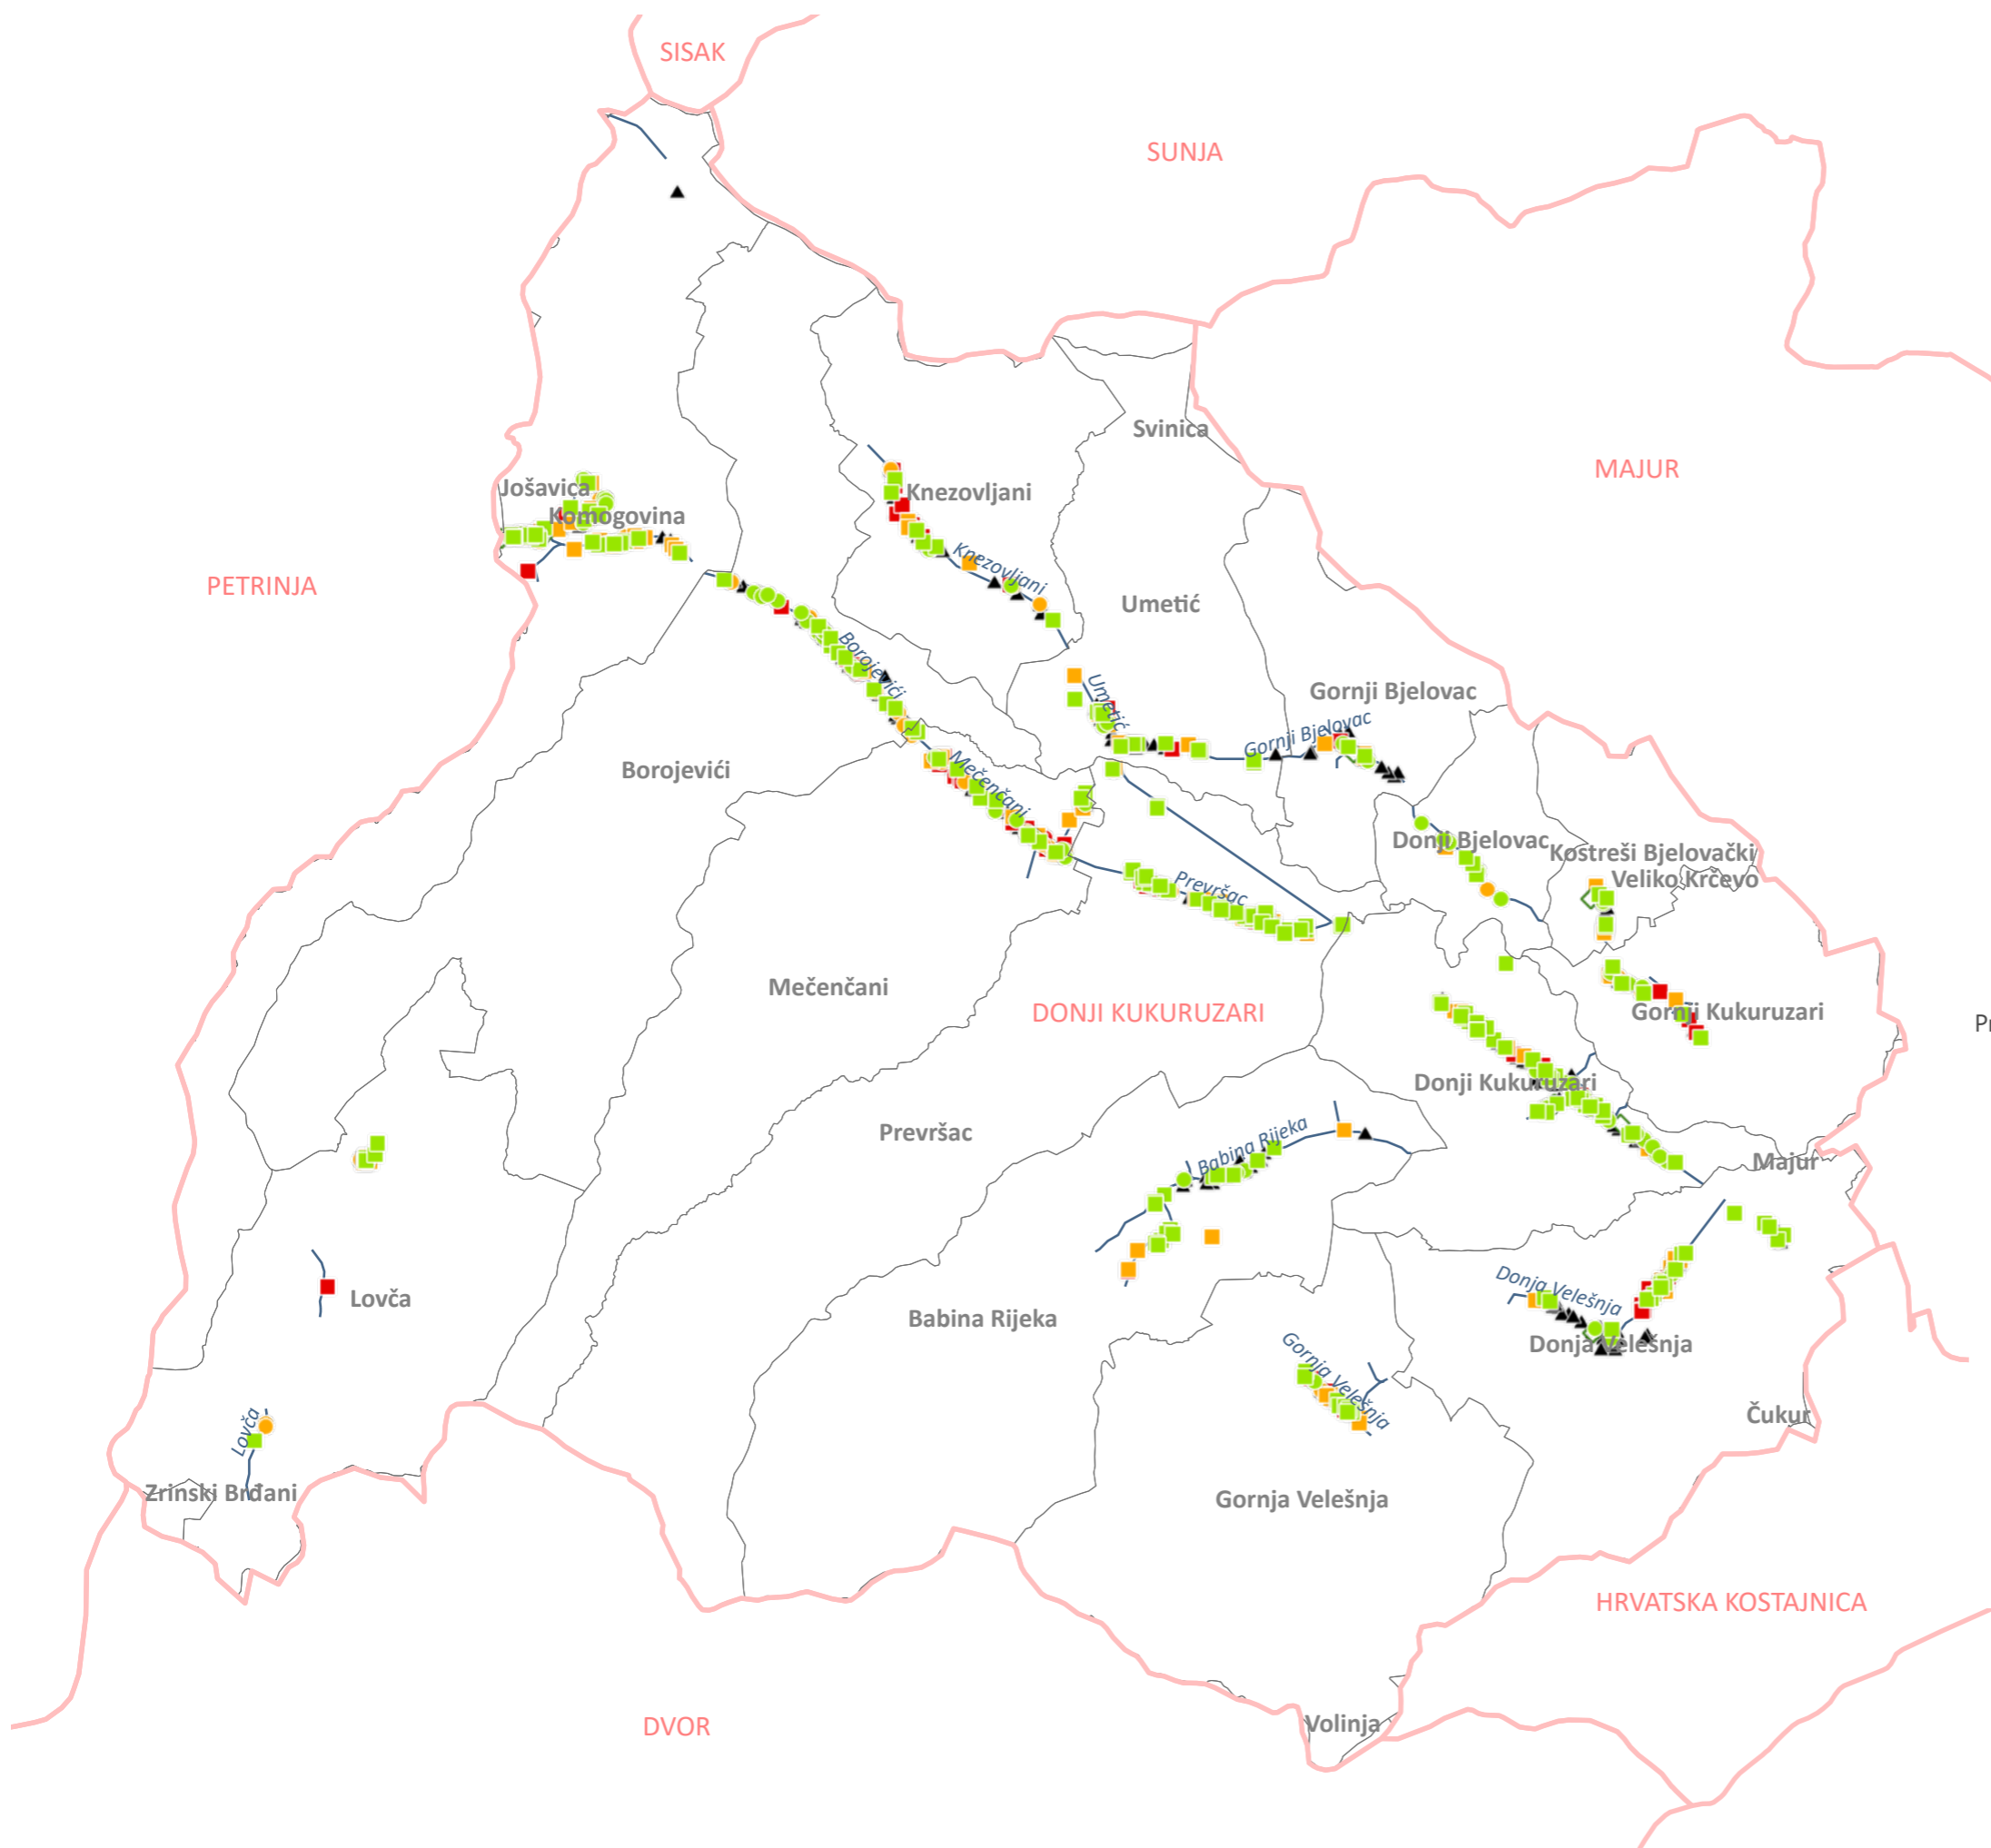 SISAK
SUNJA
Svinica
MAJUR
Jošavica
Knezovljani
Komogovina
Knezovljani
PETRINJA
Umetić
Borojevići
Umetić
Gornji Bjelovac
Gornji Bjelovac
Borojevići
Mečenčani
Donji Bjelovac
Kostreši Bjelovački
Veliko Krčevo
Prevršac
Mečenčani
DONJI KUKURUZARI
Gornji Kukuruzari
Pr
Donji Kukuruzari
Prevršac
Babina Rijeka
Majur
Lovča
Babina Rijeka
Donja Velešnja
Donja Velešnja
Gornja Velešnja
Čukur
Lovča
Zrinski Brđani
Gornja Velešnja
HRVATSKA KOSTAJNICA
DVOR
Volinja